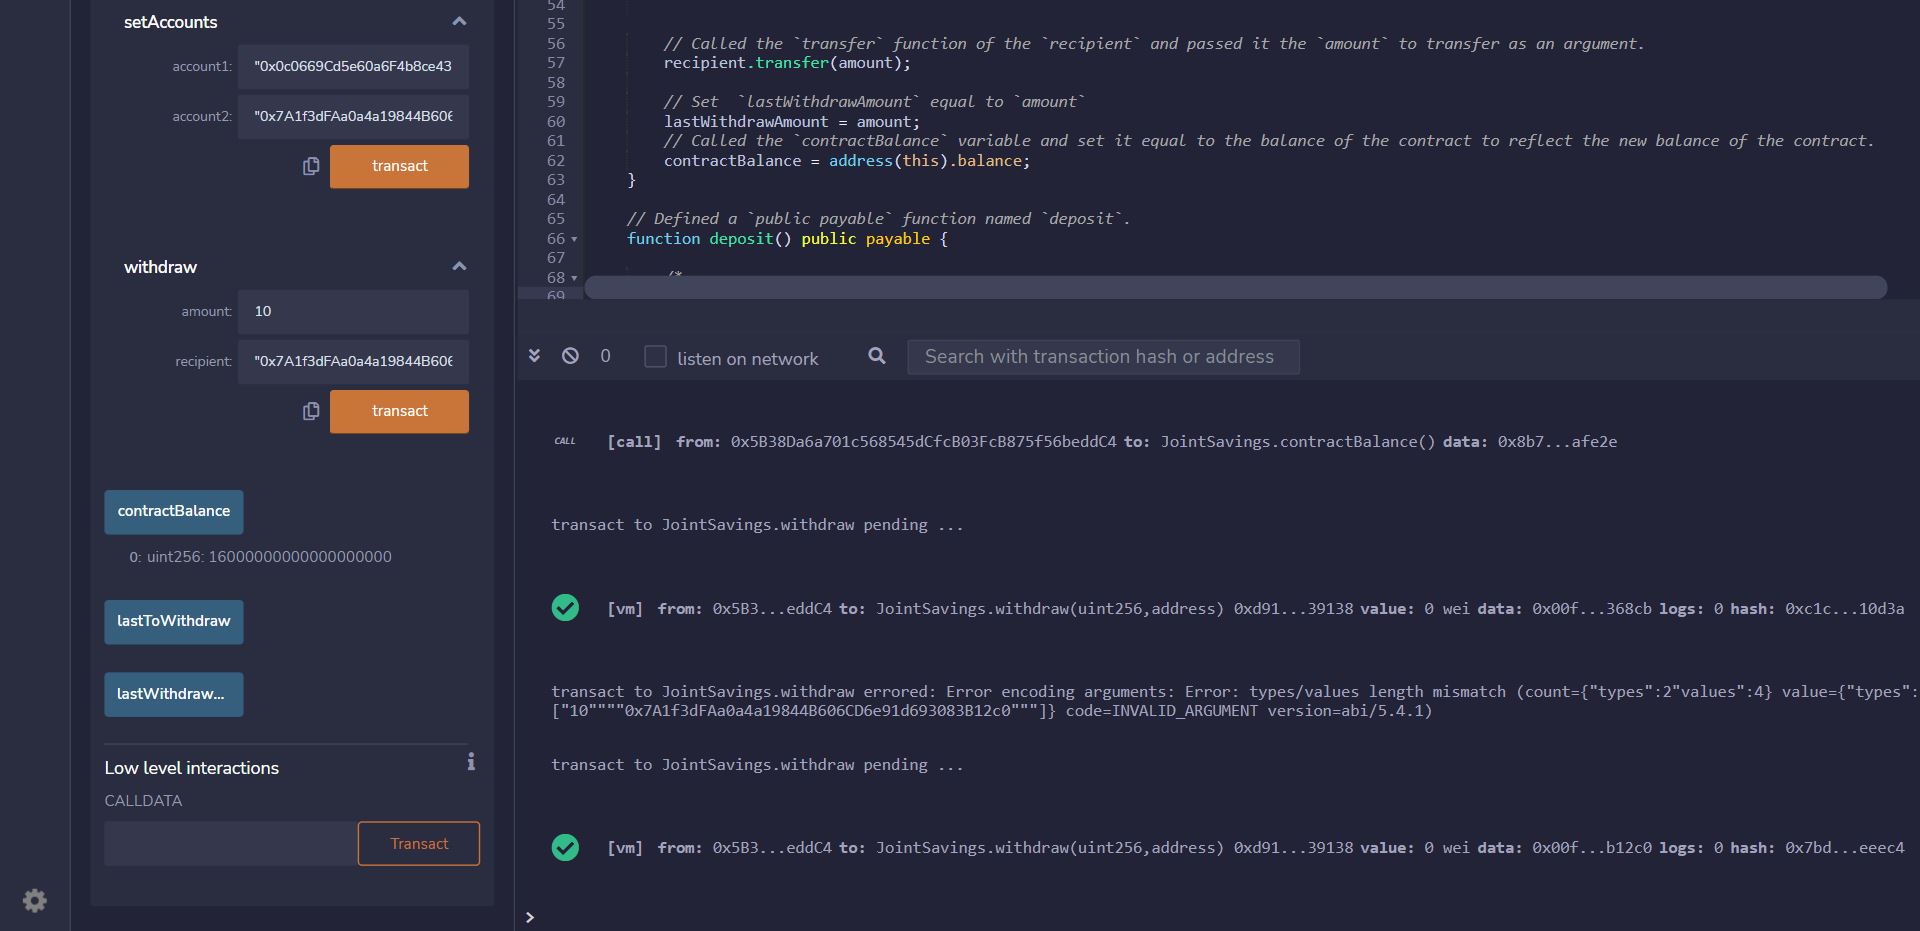 setAccounts
account1: "0x0c0669Cd5e60a6F4b8ce43
account2: "0x7A1f3dFAa0a4a19844B606
transact
withdraw
amount: 10
recipient: "0x7A1f3dFAa0a4a19844B606
transact
contractBalance
0: uint256: 16000000000000000000
lastToWithdraw
lastWithdraw...
Low level interactions
CALLDATA
Transact
54
55
56 // Called the `transfer` function of the `recipient` and passed it the `amount` to transfer as an argument.
57 recipient.transfer(amount);
58
59 // Set  `lastWithdrawAmount` equal to `amount`
60 lastWithdrawAmount = amount;
61 // Called the `contractBalance` variable and set it equal to the balance of the contract to reflect the new balance of the contract.
62 contractBalance = address(this).balance;
63 }
64
65 // Defined a `public payable` function named `deposit`.
66 function deposit() public payable {
67
68 /*
69
0 listen on network Search with transaction hash or address
CALL [call] from: 0x5B38Da6a701c568545dCfcB03FcB875f56beddC4 to: JointSavings.contractBalance() data: 0x8b7...afe2e
transact to JointSavings.withdraw pending ...
[vm] from: 0x5B3...eddC4 to: JointSavings.withdraw(uint256,address) 0xd91...39138 value: 0 wei data: 0x00f...368cb logs: 0 hash: 0xc1c...10d3a
transact to JointSavings.withdraw errored: Error encoding arguments: Error: types/values length mismatch (count={"types":2"values":4} value={"types":
["10""""0x7A1f3dFAa0a4a19844B606CD6e91d693083B12c0"""]} code=INVALID_ARGUMENT version=abi/5.4.1)
transact to JointSavings.withdraw pending ...
[vm] from: 0x5B3...eddC4 to: JointSavings.withdraw(uint256,address) 0xd91...39138 value: 0 wei data: 0x00f...b12c0 logs: 0 hash: 0x7bd...eeec4
>